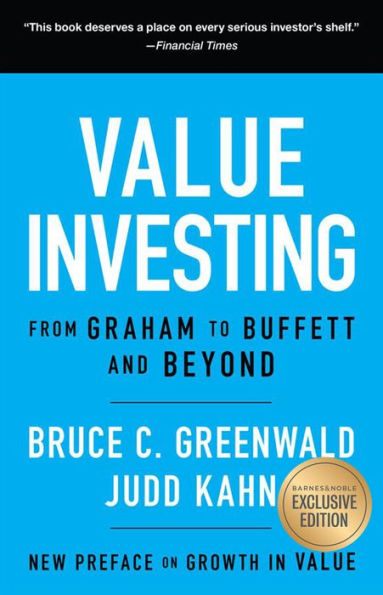 “This book deserves a place on every serious investor’s shelf.”
—Financial Times
VALUE
INVESTING
FROM GRAHAM TO BUFFETT
AND BEYOND
BRUCE C. GREENWALD
JUDD KAHN
BARNES&NOBLE
EXCLUSIVE
EDITION
NEW PREFACE ON GROWTH IN VALUE